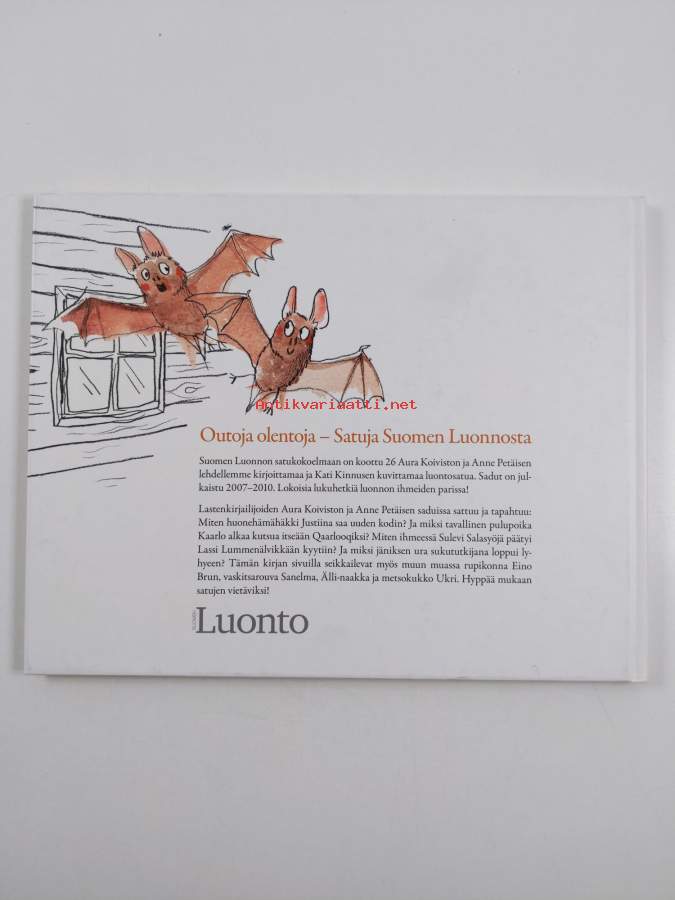 Antikvariaatti.net
Outoja olentoja – Satuja Suomen Luonnosta
Suomen Luonnon satukokoelmaan on koottu 26 Aura Koiviston ja Anne Petäisen
lehdellemme kirjoittamaa ja Kati Kinnusen kuvittamaa luontosatua. Sadut on jul-
kaistu 2007–2010. Lokoisia lukuhetkiä luonnon ihmeiden parissa!
Lastenkirjailijoiden Aura Koiviston ja Anne Petäisen saduissa sattuu ja tapahtuu:
Miten huonehämähäkki Justiina saa uuden kodin? Ja miksi tavallinen pulupoika
Kaarlo alkaa kutsua itseään Qaarlooqiksi? Miten ihmeessä Sulevi Salasyöjä päätyi
Lassi Lummenälvikkään kyytiin? Ja miksi jäniksen ura sukututkijana loppui ly-
hyeen? Tämän kirjan sivuilla seikkailevat myös muun muassa rupikonna Eino
Brun, vaskitsarouva Sanelma, Älli-naakka ja metsokukko Ukri. Hyppää mukaan
satujen vietäviksi!
SUOMEN
Luonto